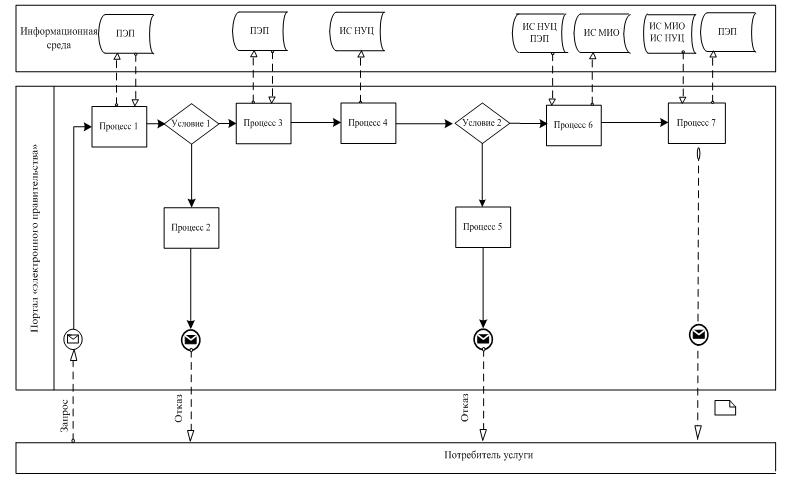 Информационная
среда
ПЭП
ПЭП
ИС НУЦ
ИС НУЦ
ПЭП
ИС МИО
ИС МИО
ИС НУЦ
ПЭП
Портал «электронного правительства»
Процесс 1
Условие 1
Процесс 3
Процесс 4
Условие 2
Процесс 6
Процесс 7
Процесс 2
Процесс 5
Запрос
Отказ
Отказ
Потребитель услуги